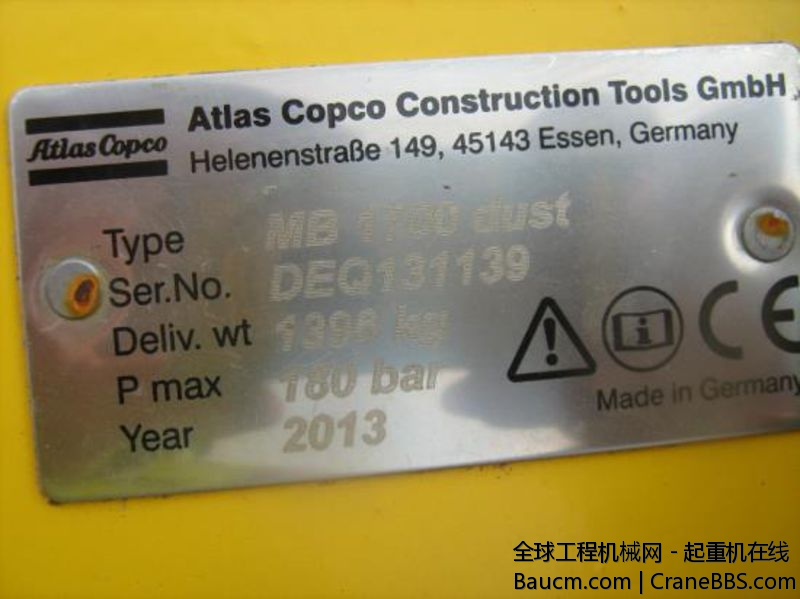 Atlas Copco
Atlas Copco Construction Tools GmbH
Helenenstraße 149, 45143 Essen, Germany
Type MB 1700 dust
Ser.No. DEQ131139
Deliv. wt 1398 kg
P max 180 bar
Year 2013
i
CE
Made in Germany
全球工程机械网 - 起重机在线
Baucm.com | CraneBBS.com